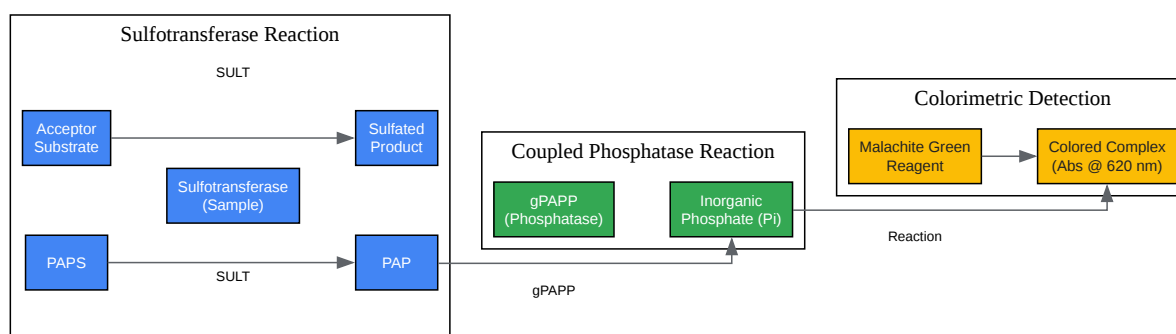 Sulfotransferase Reaction
SULT
Acceptor
Substrate
Sulfated
Product
Sulfotransferase
(Sample)
PAPS
SULT
PAP
Coupled Phosphatase Reaction
gPAPP
(Phosphatase)
Inorganic
Phosphate (Pi)
gPAPP
Colorimetric Detection
Malachite Green
Reagent
Colored Complex
(Abs @ 620 nm)
Reaction